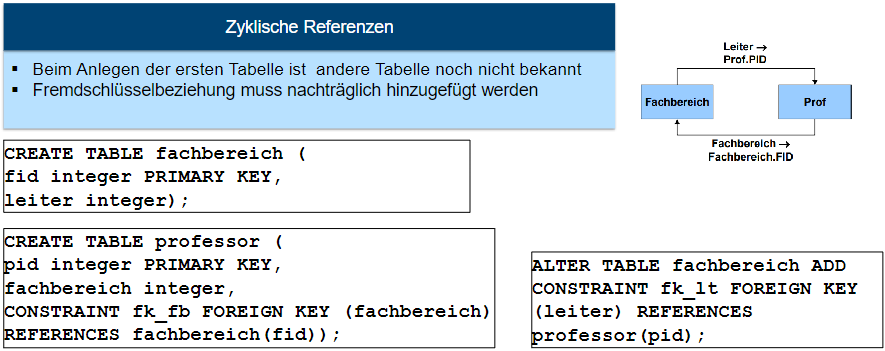 Zyklische Referenzen
▪ Beim Anlegen der ersten Tabelle ist andere Tabelle noch nicht bekannt
▪ Fremdschlüsselbeziehung muss nachträglich hinzugefügt werden
Leiter →
Prof.PID
Fachbereich
Prof
Fachbereich →
Fachbereich.FID
CREATE TABLE fachbereich (
fid integer PRIMARY KEY,
leiter integer);
CREATE TABLE professor (
pid integer PRIMARY KEY,
fachbereich integer,
CONSTRAINT fk_fb FOREIGN KEY (fachbereich)
REFERENCES fachbereich(fid));
ALTER TABLE fachbereich ADD
CONSTRAINT fk_lt FOREIGN KEY
(leiter) REFERENCES
professor(pid);